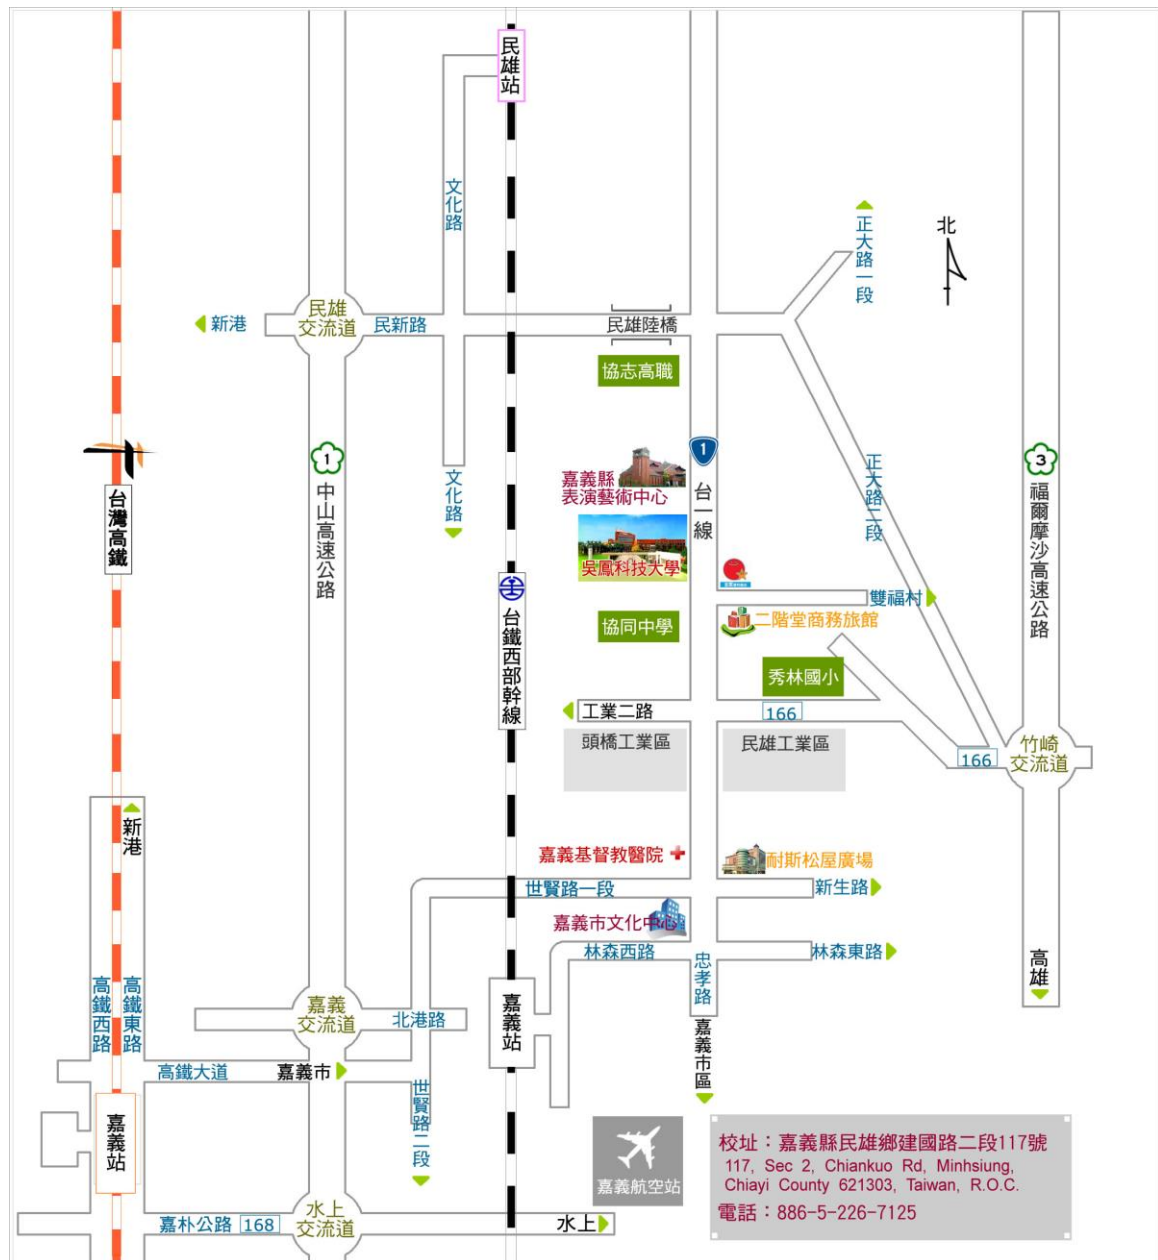 民雄站
文化路
正大路一段
北
新港
民雄
交流道
民新路
民雄陸橋
協志高職
1
1
3
台灣高鐵
中山高速公路
文化路
嘉義縣
表演藝術中心
台一線
正大路二段
福爾摩沙高速公路
吳鳳科技大學
台鐵西部幹線
雙福村
協同中學
二階堂商務旅館
秀林國小
工業二路
166
頭橋工業區
民雄工業區
166
竹崎
交流道
新港
嘉義基督教醫院
耐斯松屋廣場
世賢路一段
新生路
嘉義市文化中心
林森西路
忠孝路
林森東路
高雄
高鐵西路
高鐵東路
嘉義
交流道
北港路
嘉義站
嘉義市區
高鐵大道
嘉義市
世賢路二段
嘉義站
嘉義航空站
校址：嘉義縣民雄鄉建國路二段117號
117, Sec 2, Chiankuo Rd, Minhsiung,
Chiayi County 621303, Taiwan, R.O.C.
電話：886-5-226-7125
嘉朴公路 168
水上
交流道
水上